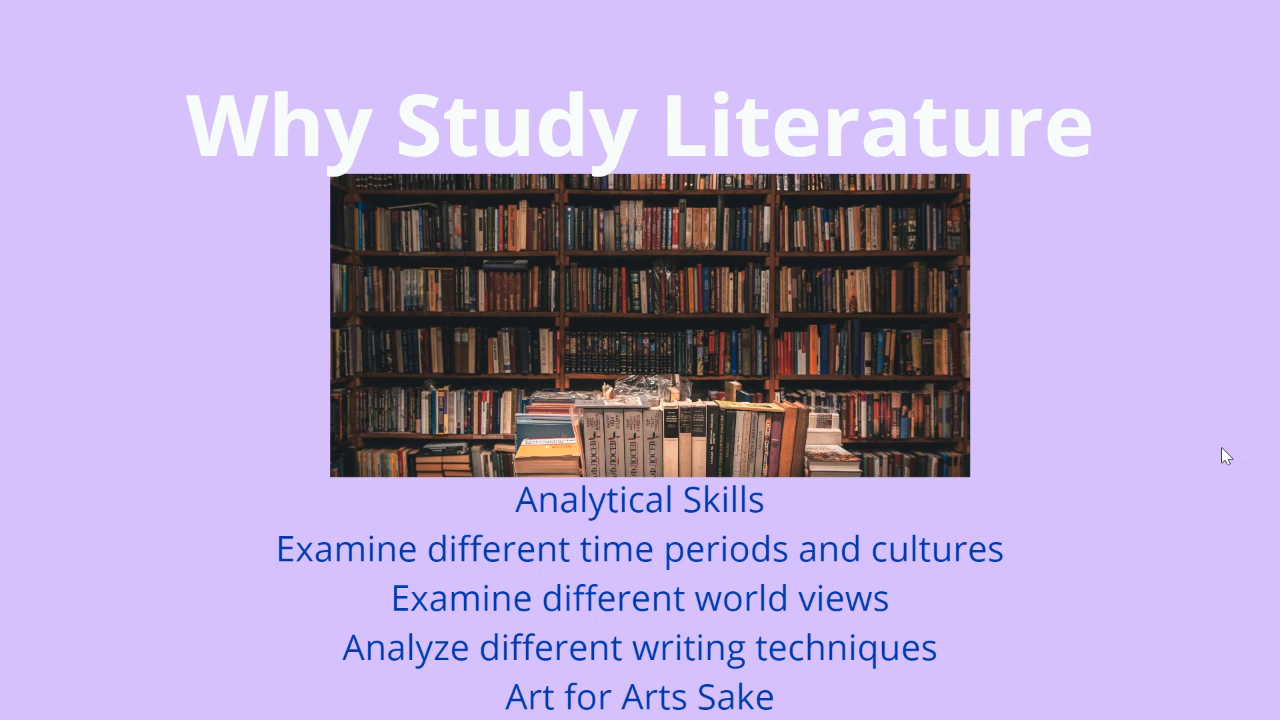 Why Study Literature
Analytical Skills
Examine different time periods and cultures
Examine different world views
Analyze different writing techniques
Art for Arts Sake